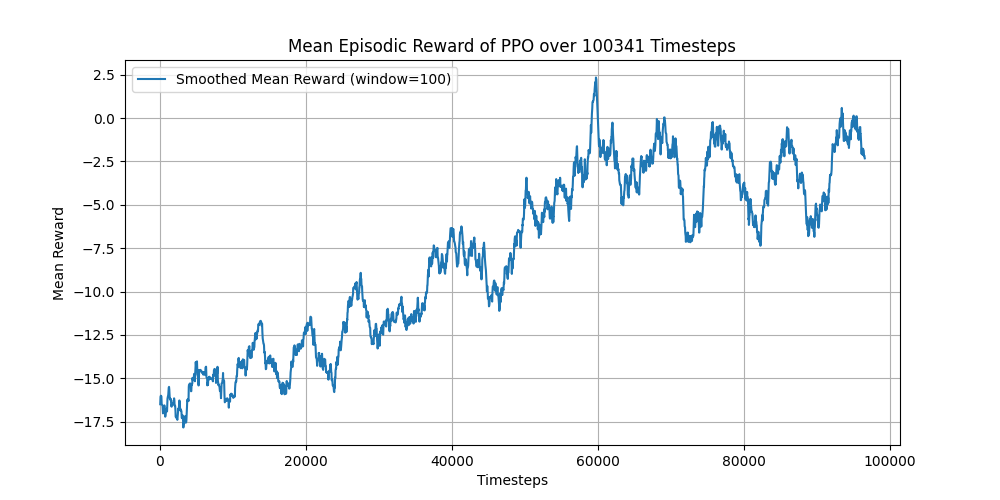 Mean Episodic Reward of PPO over 100341 Timesteps
Smoothed Mean Reward (window=100)
2.5
0.0
−2.5
−5.0
−7.5
−10.0
−12.5
−15.0
−17.5
Mean Reward
0 20000 40000 60000 80000 100000
Timesteps